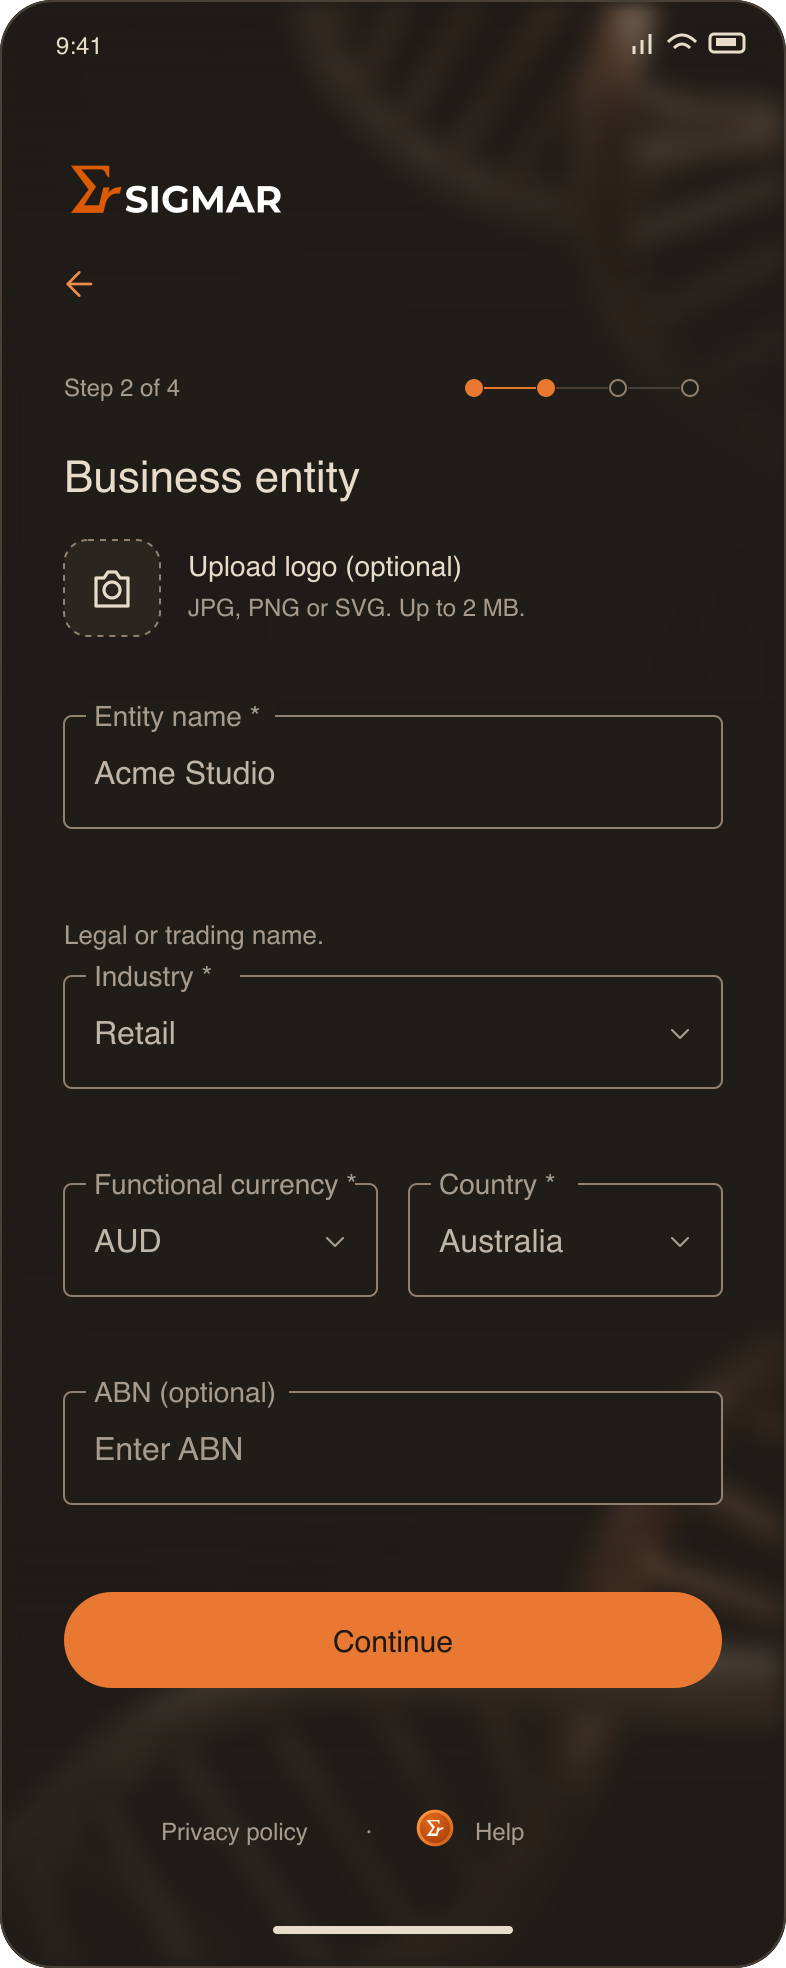 9:41
Σr SIGMAR
Step 2 of 4
Business entity
Upload logo (optional)
JPG, PNG or SVG. Up to 2 MB.
Entity name *
Acme Studio
Legal or trading name.
Industry *
Retail
Functional currency * Country *
AUD Australia
ABN (optional)
Enter ABN
Continue
Privacy policy · Σr Help